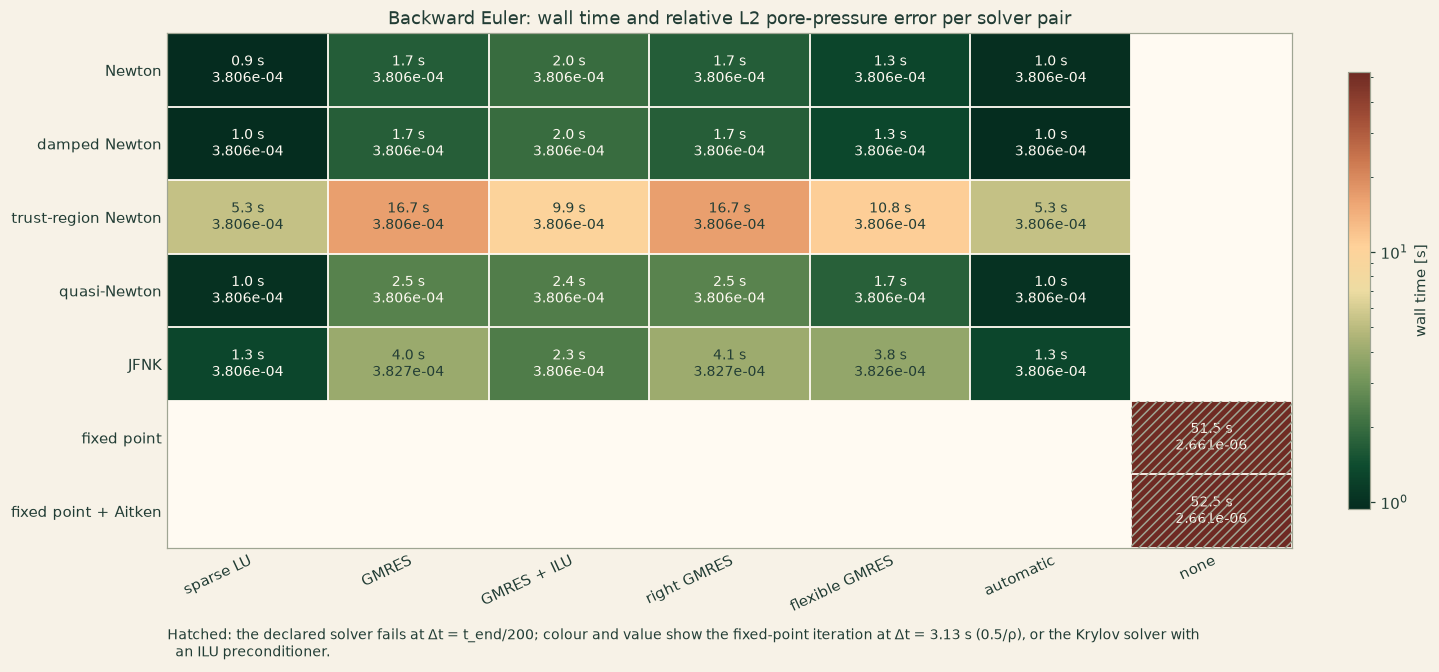 Backward Euler: wall time and relative L2 pore-pressure error per solver pair
Newton
0.9 s
3.806e-04
1.7 s
3.806e-04
2.0 s
3.806e-04
1.7 s
3.806e-04
1.3 s
3.806e-04
1.0 s
3.806e-04
damped Newton
1.0 s
3.806e-04
1.7 s
3.806e-04
2.0 s
3.806e-04
1.7 s
3.806e-04
1.3 s
3.806e-04
1.0 s
3.806e-04
trust-region Newton
5.3 s
3.806e-04
16.7 s
3.806e-04
9.9 s
3.806e-04
16.7 s
3.806e-04
10.8 s
3.806e-04
5.3 s
3.806e-04
quasi-Newton
1.0 s
3.806e-04
2.5 s
3.806e-04
2.4 s
3.806e-04
2.5 s
3.806e-04
1.7 s
3.806e-04
1.0 s
3.806e-04
JFNK
1.3 s
3.806e-04
4.0 s
3.827e-04
2.3 s
3.806e-04
4.1 s
3.827e-04
3.8 s
3.826e-04
1.3 s
3.806e-04
fixed point
51.5 s
2.661e-06
fixed point + Aitken
52.5 s
2.661e-06
sparse LU
GMRES
GMRES + ILU
right GMRES
flexible GMRES
automatic
none
10¹
10⁰
wall time [s]
Hatched: the declared solver fails at Δt = t_end/200; colour and value show the fixed-point iteration at Δt = 3.13 s (0.5/ρ), or the Krylov solver with
an ILU preconditioner.